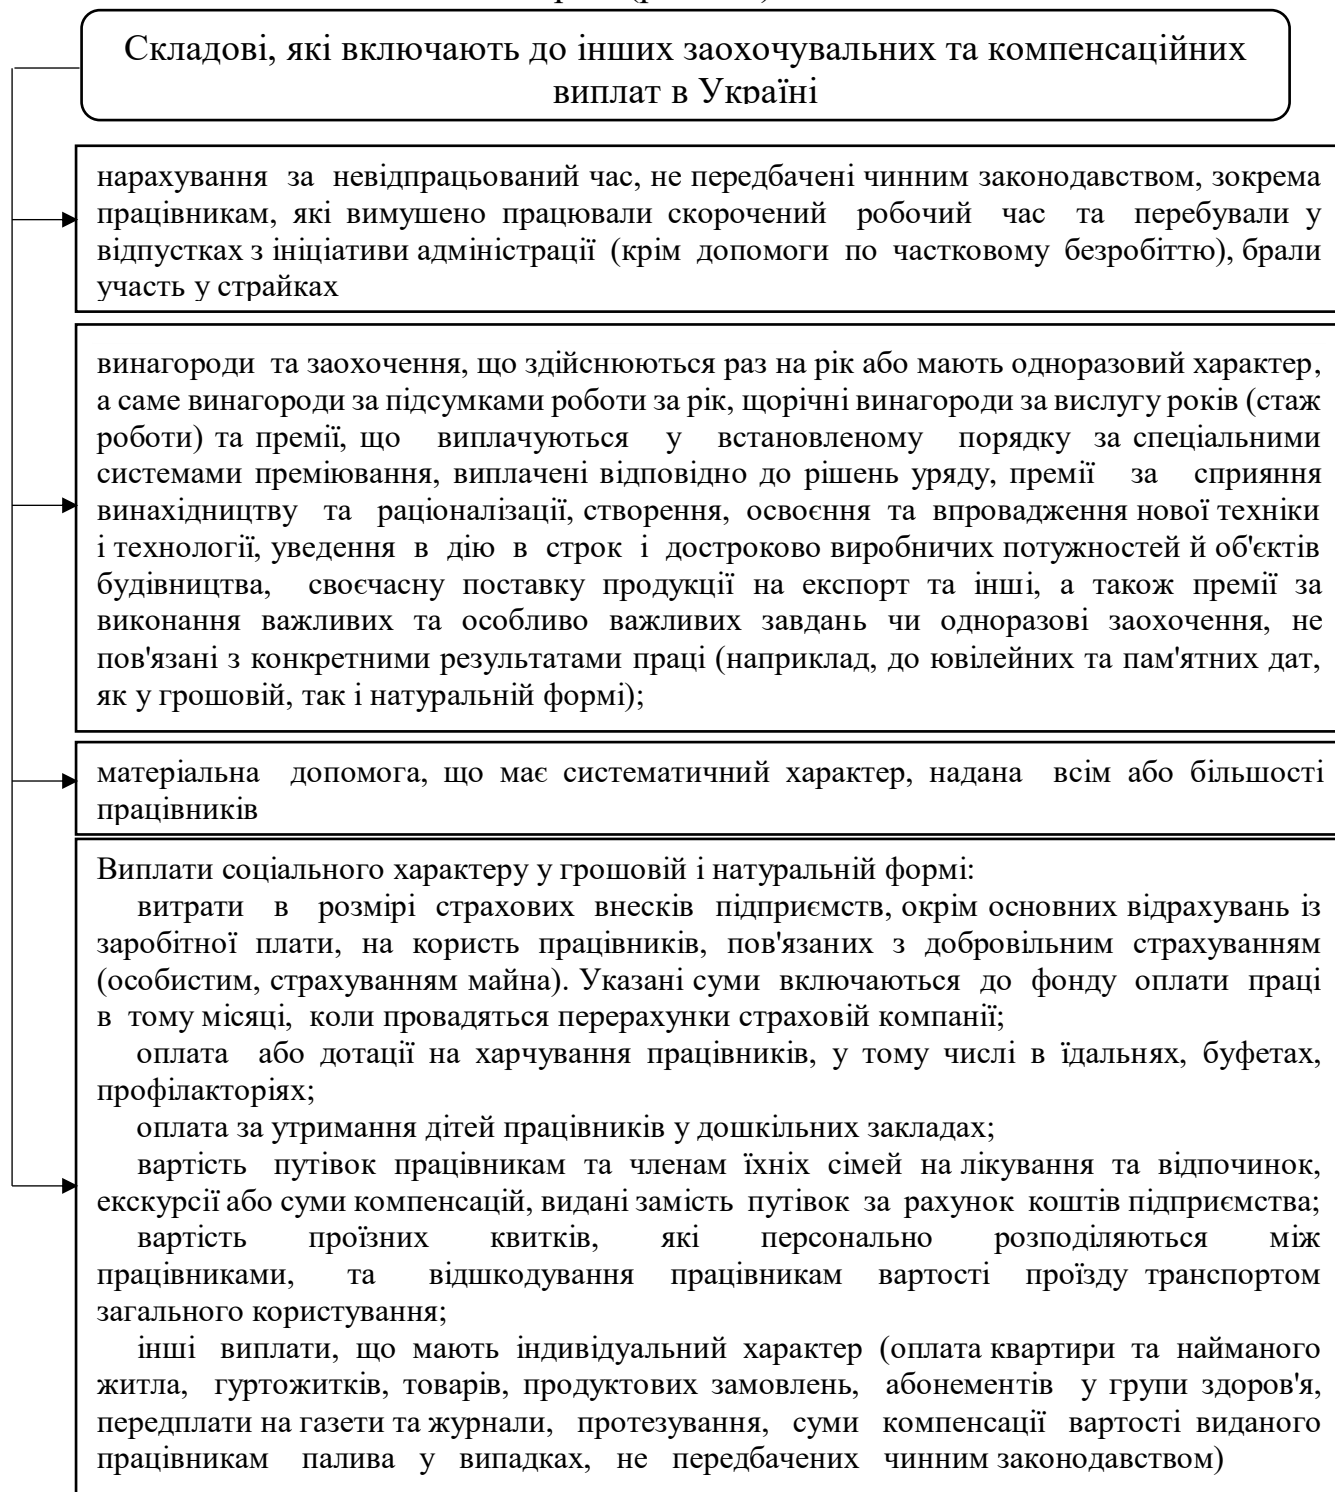 Складові, які включають до інших заохочувальних та компенсаційних
виплат в Україні
нарахування за невідпрацьований час, не передбачені чинним законодавством, зокрема
працівникам, які вимушено працювали скорочений робочий час та перебували у
відпустках з ініціативи адміністрації (крім допомоги по частковому безробіттю), брали
участь у страйках
винагороди та заохочення, що здійснюються раз на рік або мають одноразовий характер,
а саме винагороди за підсумками роботи за рік, щорічні винагороди за вислугу років (стаж
роботи) та премії, що виплачуються у встановленому порядку за спеціальними
системами преміювання, виплачені відповідно до рішень уряду, премії за сприяння
винахідництву та раціоналізації, створення, освоєння та впровадження нової техніки
і технології, уведення в дію в строк і достроково виробничих потужностей й об'єктів
будівництва, своєчасну поставку продукції на експорт та інші, а також премії за
виконання важливих та особливо важливих завдань чи одноразові заохочення, не
пов'язані з конкретними результатами праці (наприклад, до ювілейних та пам'ятних дат,
як у грошовій, так і натуральній формі);
матеріальна допомога, що має систематичний характер, надана всім або більшості
працівників
Виплати соціального характеру у грошовій і натуральній формі:
витрати в розмірі страхових внесків підприємств, окрім основних відрахувань із
заробітної плати, на користь працівників, пов'язаних з добровільним страхуванням
(особистим, страхуванням майна). Указані суми включаються до фонду оплати праці
в тому місяці, коли провадяться перерахунки страховій компанії;
оплата або дотації на харчування працівників, у тому числі в їдальнях, буфетах,
профілакторіях;
оплата за утримання дітей працівників у дошкільних закладах;
вартість путівок працівникам та членам їхніх сімей на лікування та відпочинок,
екскурсії або суми компенсацій, видані замість путівок за рахунок коштів підприємства;
вартість проїзних квитків, які персонально розподіляються між
працівниками, та відшкодування працівникам вартості проїзду транспортом
загального користування;
інші виплати, що мають індивідуальний характер (оплата квартири та найманого
житла, гуртожитків, товарів, продуктових замовлень, абонементів у групи здоров'я,
передплати на газети та журнали, протезування, суми компенсації вартості виданого
працівникам палива у випадках, не передбачених чинним законодавством)